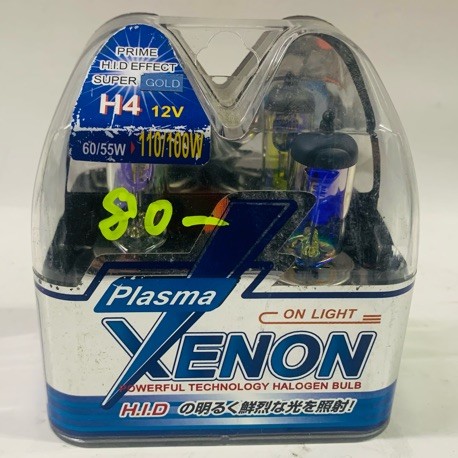 PRIME
H.I.D EFFECT
SUPER GOLD
H4 12V
60/55W 110/100W
80-
Plasma
ON LIGHT
XENON
POWERFUL TECHNOLOGY HALOGEN BULB
H.I.D の明るく鮮烈な光を照射!